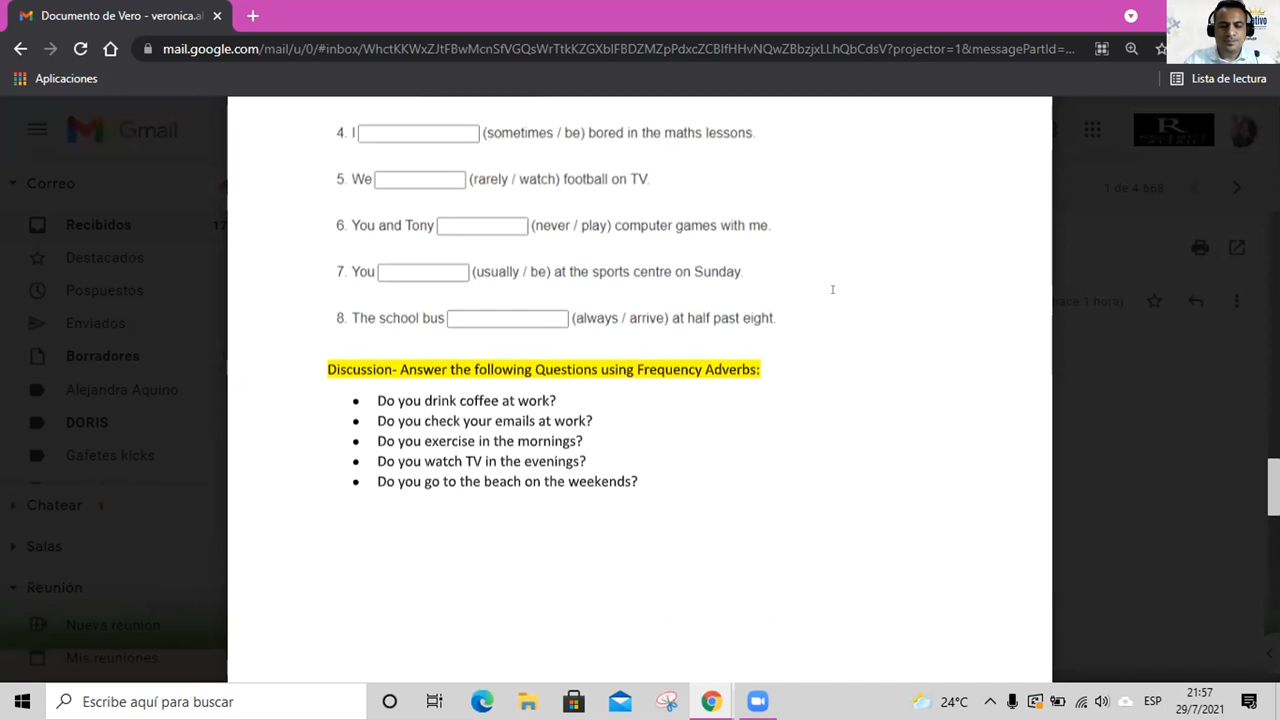 Documento de Vero - veronica.al
mail.google.com/mail/u/0/#inbox/
Aplicaciones
Lista de lectura
Gmail
Correo
Recibidos 17
Destacados
Pospuestos
Enviados
Borradores
Alejandra Aquino
DORIS
Gafetes kicks
Chatear
Salas
Reunión
Nueva reunión
Mis reuniones
1 de 4.668
hace 1 hora)
4. I (sometimes / be) bored in the maths lessons.
5. We (rarely / watch) football on TV.
6. You and Tony (never / play) computer games with me.
7. You (usually / be) at the sports centre on Sunday.
8. The school bus (always / arrive) at half past eight.
Discussion- Answer the following Questions using Frequency Adverbs:
• Do you drink coffee at work?
• Do you check your emails at work?
• Do you exercise in the mornings?
• Do you watch TV in the evenings?
• Do you go to the beach on the weekends?
Escribe aquí para buscar
24°C
ESP
21:57
29/7/2021